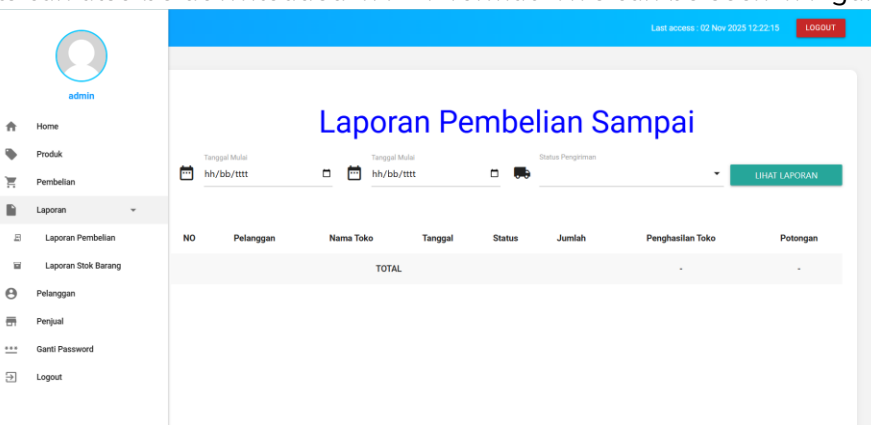 Last access : 02 Nov 2025 12:22:15
LOGOUT
admin
Home
Produk
Pembelian
Laporan
Laporan Pembelian
Laporan Stok Barang
Pelanggan
Penjual
Ganti Password
Logout
Laporan Pembelian Sampai
Tanggal Mulai
hh/bb/tttt
Tanggal Mulai
hh/bb/tttt
Status Pengiriman
LIHAT LAPORAN
NO Pelanggan Nama Toko Tanggal Status Jumlah Penghasilan Toko Potongan
TOTAL - -